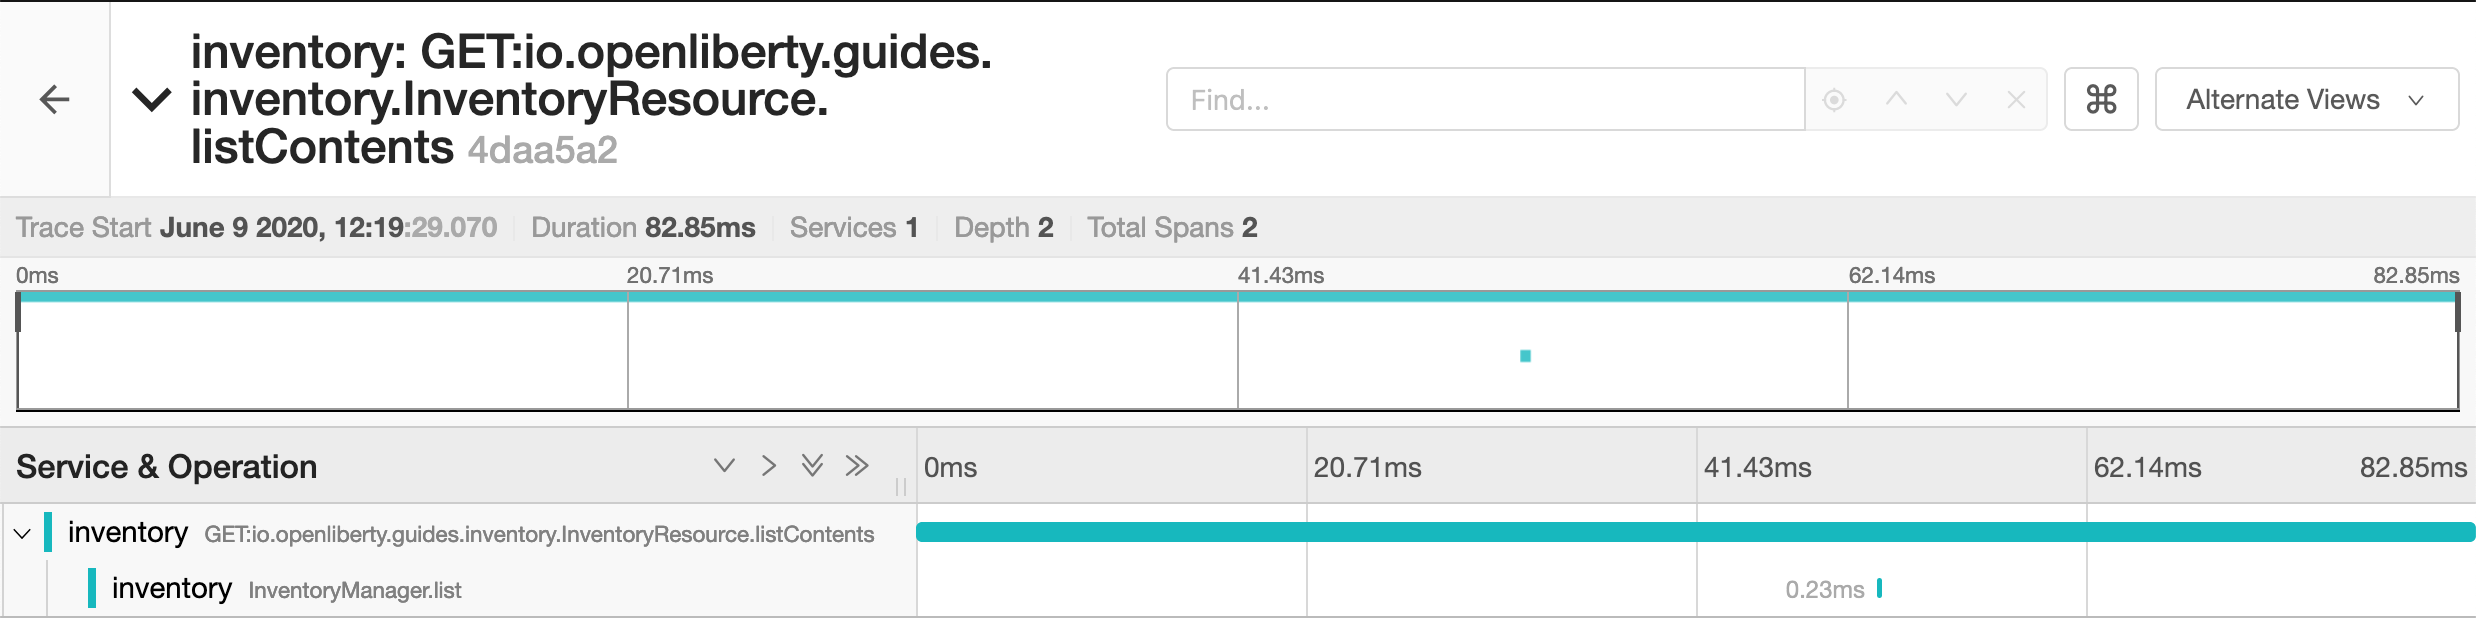 inventory: GET:io.openliberty.guides.
inventory.InventoryResource.
listContents 4daa5a2
Find...
Alternate Views
Trace Start June 9 2020, 12:19:29.070 Duration 82.85ms Services 1 Depth 2 Total Spans 2
0ms 20.71ms 41.43ms 62.14ms 82.85ms
Service & Operation 0ms 20.71ms 41.43ms 62.14ms 82.85ms
inventory GET:io.openliberty.guides.inventory.InventoryResource.listContents
inventory InventoryManager.list 0.23ms